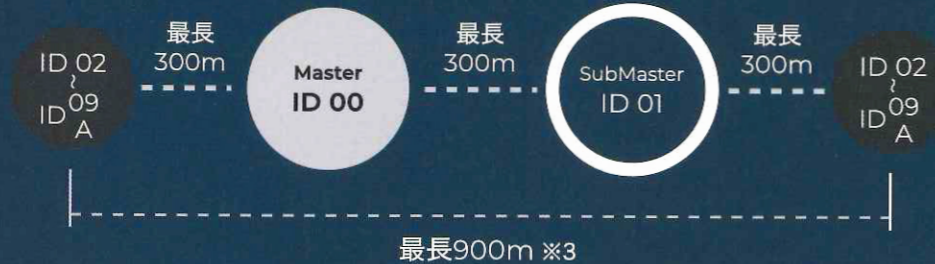 ID 02
~
ID 09
A
最長
300m
Master
ID 00
最長
300m
SubMaster
ID 01
最長
300m
ID 02
~
ID 09
A
最長900m ※3